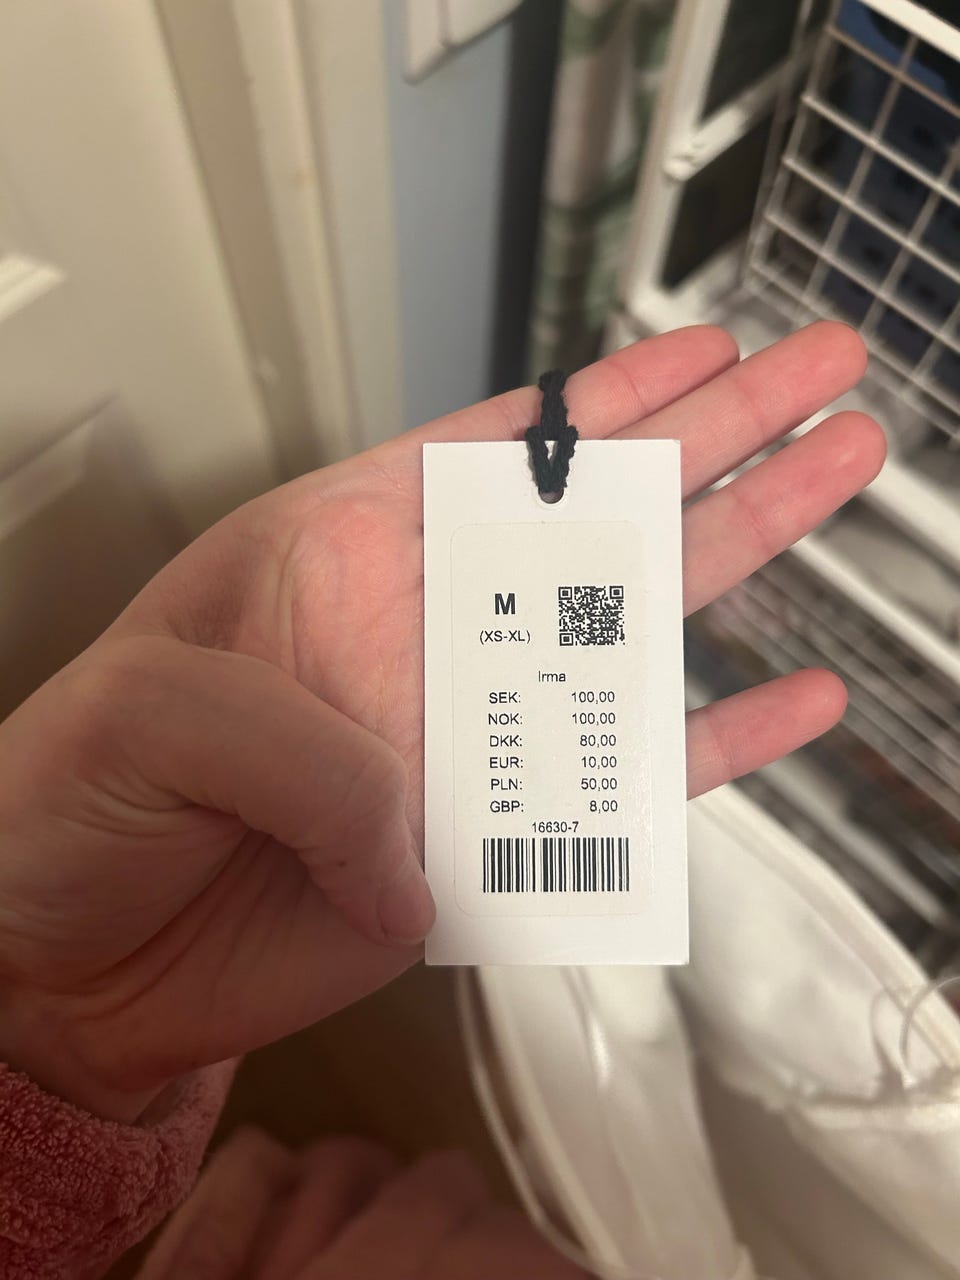 M
(XS-XL)
Irma
SEK: 100,00
NOK: 100,00
DKK: 80,00
EUR: 10,00
PLN: 50,00
GBP: 8,00
16630-7